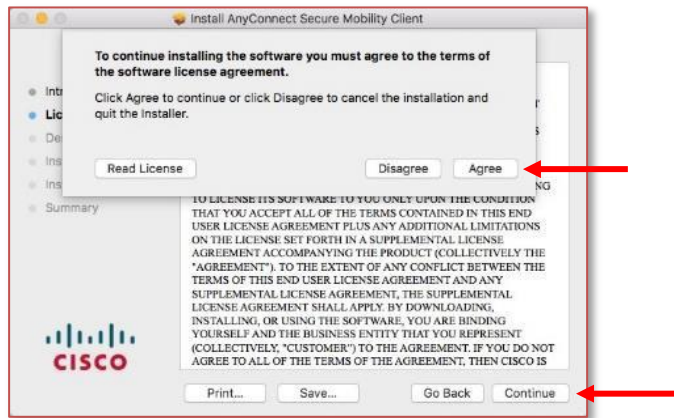 Install AnyConnect Secure Mobility Client
To continue installing the software you must agree to the terms of
the software license agreement.
Click Agree to continue or click Disagree to cancel the installation and
quit the Installer.
Read License
Disagree
Agree
Lic
De
Ins
Ins
Summary
NG
TO LICENSE ITS SOFTWARE TO YOU ONLY UPON THE CONDITION
THAT YOU ACCEPT ALL OF THE TERMS CONTAINED IN THIS END
USER LICENSE AGREEMENT PLUS ANY ADDITIONAL LIMITATIONS
ON THE LICENSE SET FORTH IN A SUPPLEMENTAL LICENSE
AGREEMENT ACCOMPANYING THE PRODUCT (COLLECTIVELY THE
"AGREEMENT"). TO THE EXTENT OF ANY CONFLICT BETWEEN THE
TERMS OF THIS END USER LICENSE AGREEMENT AND ANY
SUPPLEMENTAL LICENSE AGREEMENT, THE SUPPLEMENTAL
LICENSE AGREEMENT SHALL APPLY. BY DOWNLOADING,
INSTALLING, OR USING THE SOFTWARE, YOU ARE BINDING
YOURSELF AND THE BUSINESS ENTITY THAT YOU REPRESENT
(COLLECTIVELY, "CUSTOMER") TO THE AGREEMENT. IF YOU DO NOT
AGREE TO ALL OF THE TERMS OF THE AGREEMENT, THEN CISCO IS
CISCO
Print...
Save...
Go Back
Continue